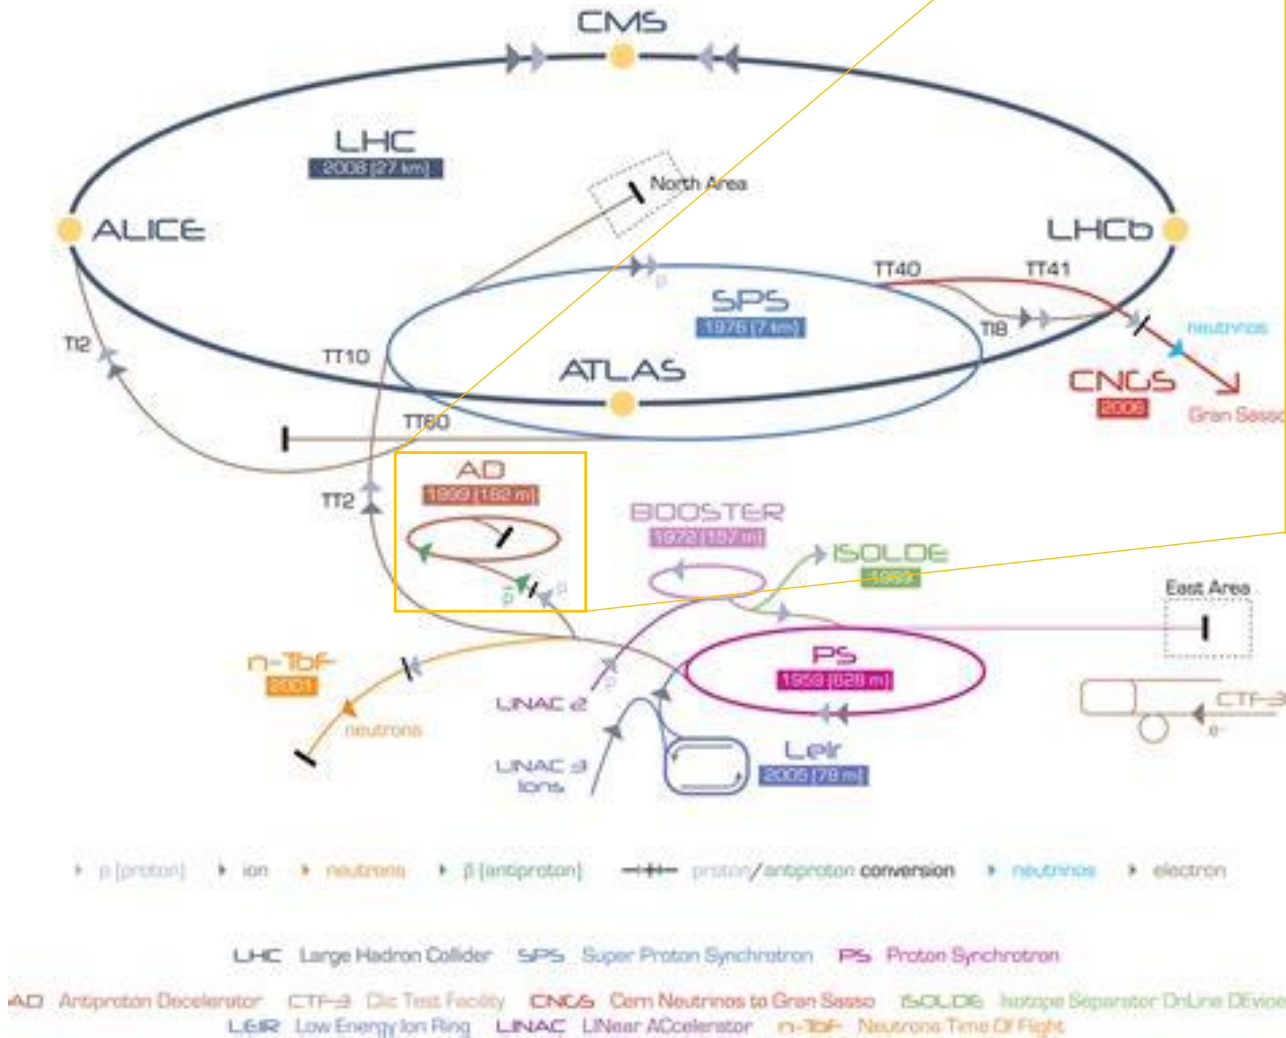 CMS
LHC
2008 (27 km)
North Area
ALICE
LHCb
TT40
TT41
SPS
1976 (7 km)
TI8
neutrinos
TI2
TT10
ATLAS
CNGS
2006
Gran Sasso
TT60
AD
1999 (182 m)
TT2
BOOSTER
1972 (157 m)
ISOLDE
1989
p̄
p
East Area
n-ToF
2001
PS
1959 (628 m)
LINAC 2
neutrons
CTF-3
e-
LINAC 3
Ions
Leir
2005 (78 m)
p (proton) ion neutrons p̄ (antiproton) proton/antiproton conversion neutrinos electron
LHC Large Hadron Collider SPS Super Proton Synchrotron PS Proton Synchrotron
AD Antiproton Decelerator CTF-3 Clic Test Facility CNGS Cern Neutrinos to Gran Sasso ISOLDE Isotope Separator OnLine DEvice
LEIR Low Energy Ion Ring LINAC LINear ACcelerator n-ToF Neutrons Time Of Flight